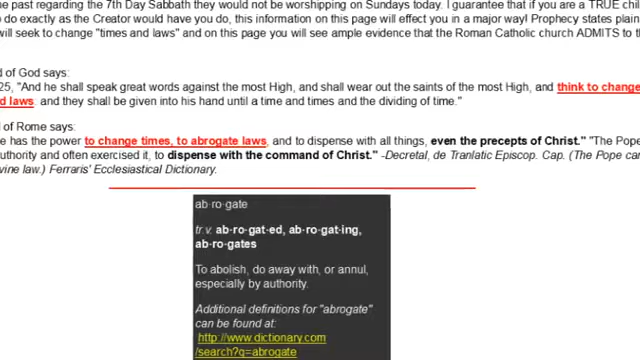 he past regarding the 7th Day Sabbath they would not be worshipping on Sundays today. I guarantee that if you are a TRUE chil
o do exactly as the Creator would have you do, this information on this page will effect you in a major way! Prophecy states plain
will seek to change "times and laws" and on this page you will see ample evidence that the Roman Catholic church ADMITS to th
d of God says:
25, "And he shall speak great words against the most High, and shall wear out the saints of the most High, and think to change
d laws. and they shall be given into his hand until a time and times and the dividing of time."
l of Rome says:
e has the power to change times, to abrogate laws, and to dispense with all things, even the precepts of Christ." "The Pope
uthority and often exercised it, to dispense with the command of Christ." -Decretal, de Tranlatic Episcop. Cap. (The Pope can
vine law.) Ferraris' Ecclesiastical Dictionary.
ab·ro·gate
tr.v. ab·ro·gat·ed, ab·ro·gat·ing,
ab·ro·gates
To abolish, do away with, or annul,
especially by authority.
Additional definitions for "abrogate"
can be found at:
http://www.dictionary.com
/search?q=abrogate